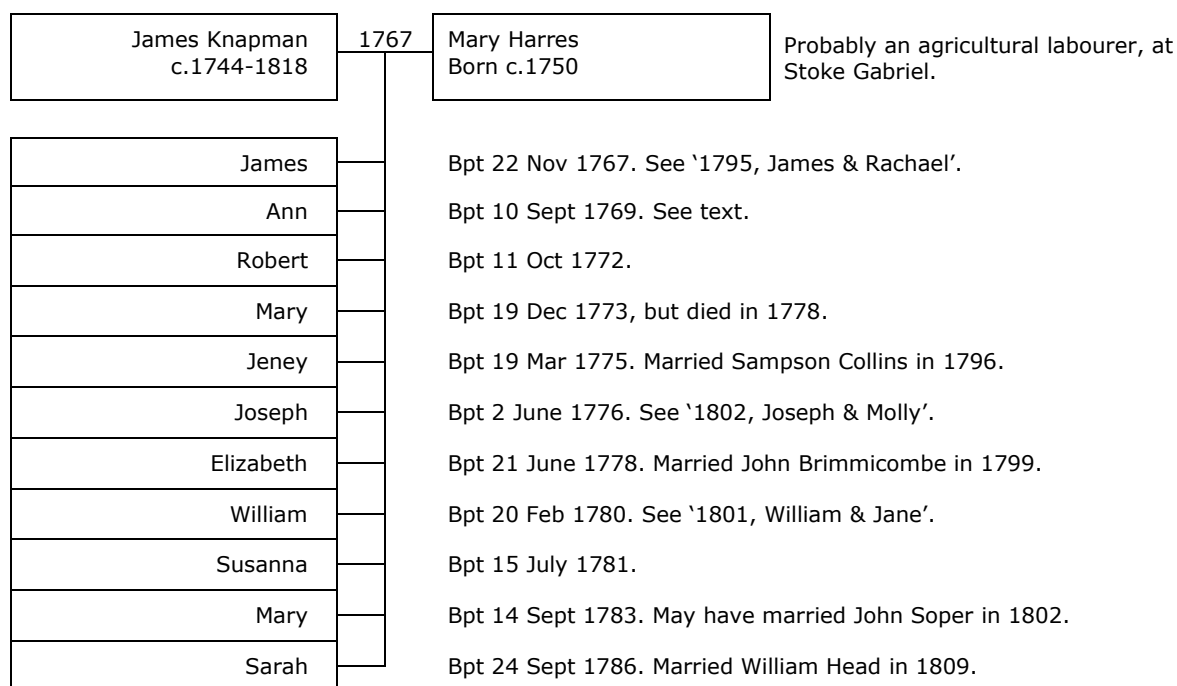 James Knapman
c.1744-1818
1767
Mary Harres
Born c.1750
Probably an agricultural labourer, at
Stoke Gabriel.
James Bpt 22 Nov 1767. See ‘1795, James & Rachael’.
Ann Bpt 10 Sept 1769. See text.
Robert Bpt 11 Oct 1772.
Mary Bpt 19 Dec 1773, but died in 1778.
Jeney Bpt 19 Mar 1775. Married Sampson Collins in 1796.
Joseph Bpt 2 June 1776. See ‘1802, Joseph & Molly’.
Elizabeth Bpt 21 June 1778. Married John Brimmicombe in 1799.
William Bpt 20 Feb 1780. See ‘1801, William & Jane’.
Susanna Bpt 15 July 1781.
Mary Bpt 14 Sept 1783. May have married John Soper in 1802.
Sarah Bpt 24 Sept 1786. Married William Head in 1809.